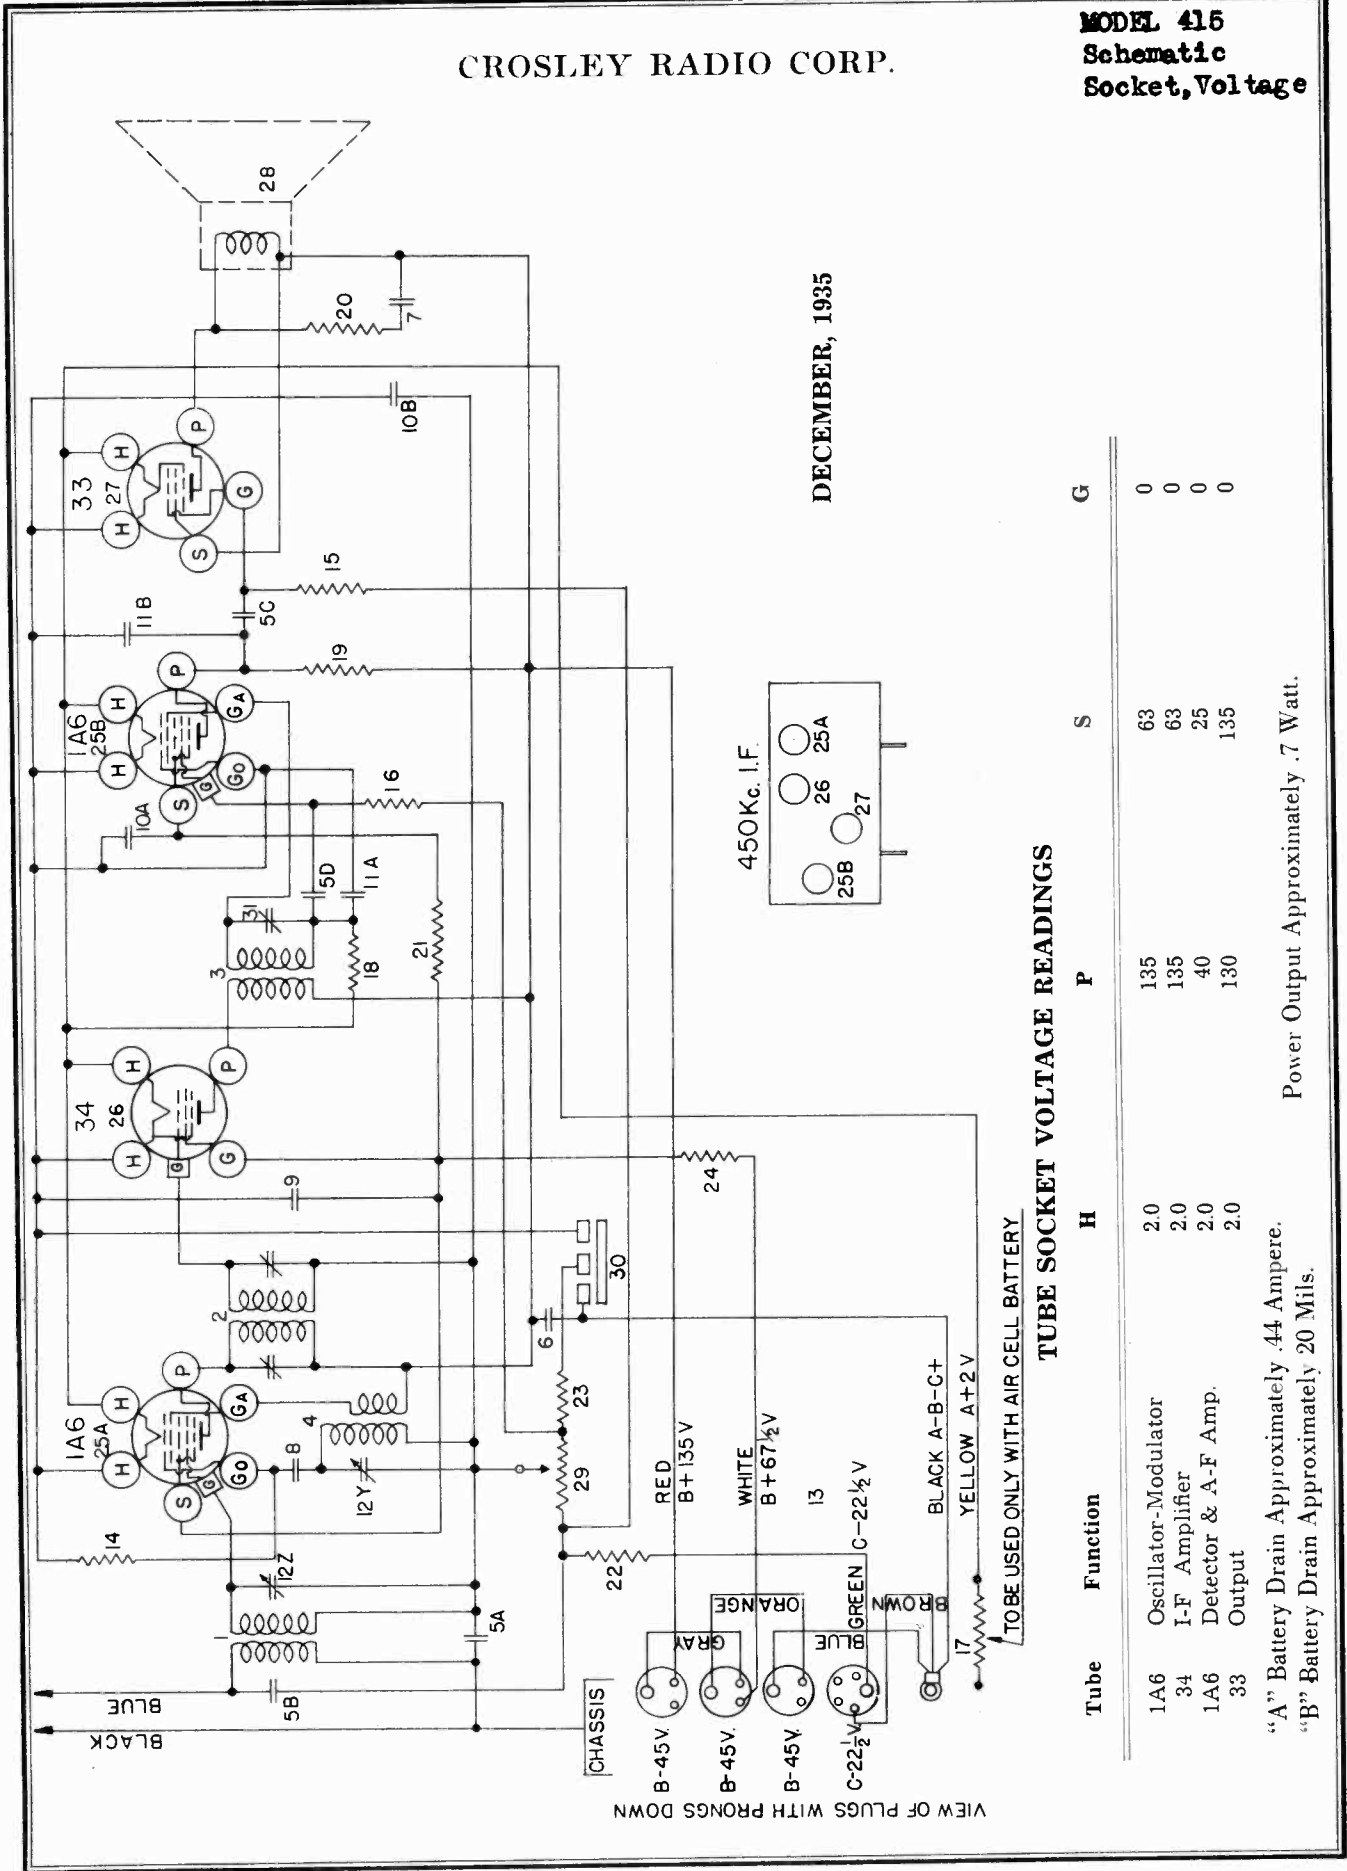 MODEL 415
Schematic
Socket,Voltage
CROSLEY RADIO CORP.
28
20
7
10B
33
27
H
H
P
G
S
15
5C
11B
19
1A6
25B
H
H
P
GA
GO
G
S
10A
16
5D
11A
31
3
18
21
34
26
H
H
P
G
G
9
24
2
30
6
1A6
25A
H
H
P
GA
GO
G
S
4
8
12Y
23
29
14
12Z
22
1
5A
5B
BLUE
BLACK
CHASSIS
DECEMBER, 1935
450Kc. I.F.
25A
26
27
25B
RED
B+135V
WHITE
B+67½V
13
GREEN C-22½V
BLACK A-B-C+
YELLOW A+2V
GRAY
ORANGE
BLUE
BROWN
17
TO BE USED ONLY WITH AIR CELL BATTERY
B-45V.
B-45V.
B-45V.
C-22½V.
VIEW OF PLUGS WITH PRONGS DOWN
TUBE SOCKET VOLTAGE READINGS
Tube Function H P S G
1A6 Oscillator-Modulator 2.0 135 63 0
34 I-F Amplifier 2.0 135 63 0
1A6 Detector & A-F Amp. 2.0 40 25 0
33 Output 2.0 130 135 0
"A" Battery Drain Approximately .44 Ampere.
"B" Battery Drain Approximately 20 Mils.
Power Output Approximately .7 Watt.